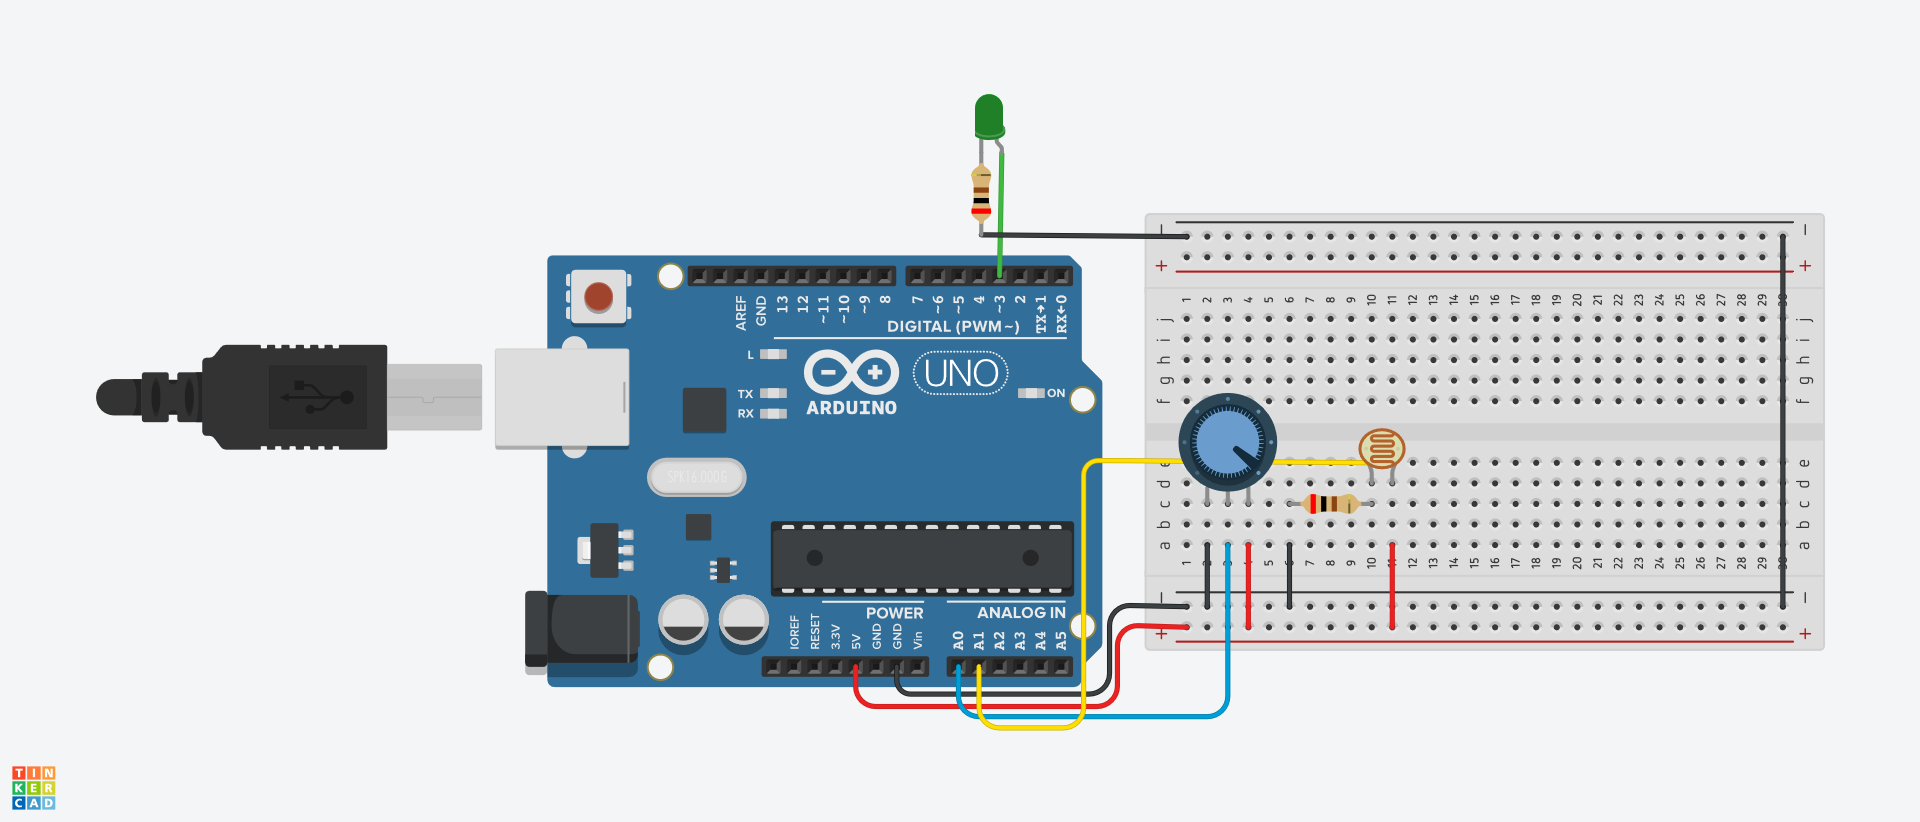 AREF
GND
13
12
~11
~10
~9
8
7
~6
~5
4
~3
2
TX→1
RX←0
DIGITAL (PWM~)
L
TX
RX
ARDUINO
UNO
ON
SPK16.000G
POWER
ANALOG IN
IOREF
RESET
3.3V
5V
GND
GND
Vin
A0
A1
A2
A3
A4
A5
− −
+ +
1 2 3 4 5 6 7 8 9 10 11 12 13 14 15 16 17 18 19 20 21 22 23 24 25 26 27 28 29 30
j j
i i
h h
g g
f f
e e
d d
c c
b b
a a
1 2 3 4 5 6 7 8 9 10 11 12 13 14 15 16 17 18 19 20 21 22 23 24 25 26 27 28 29 30
− −
+ +
TIN
KER
CAD